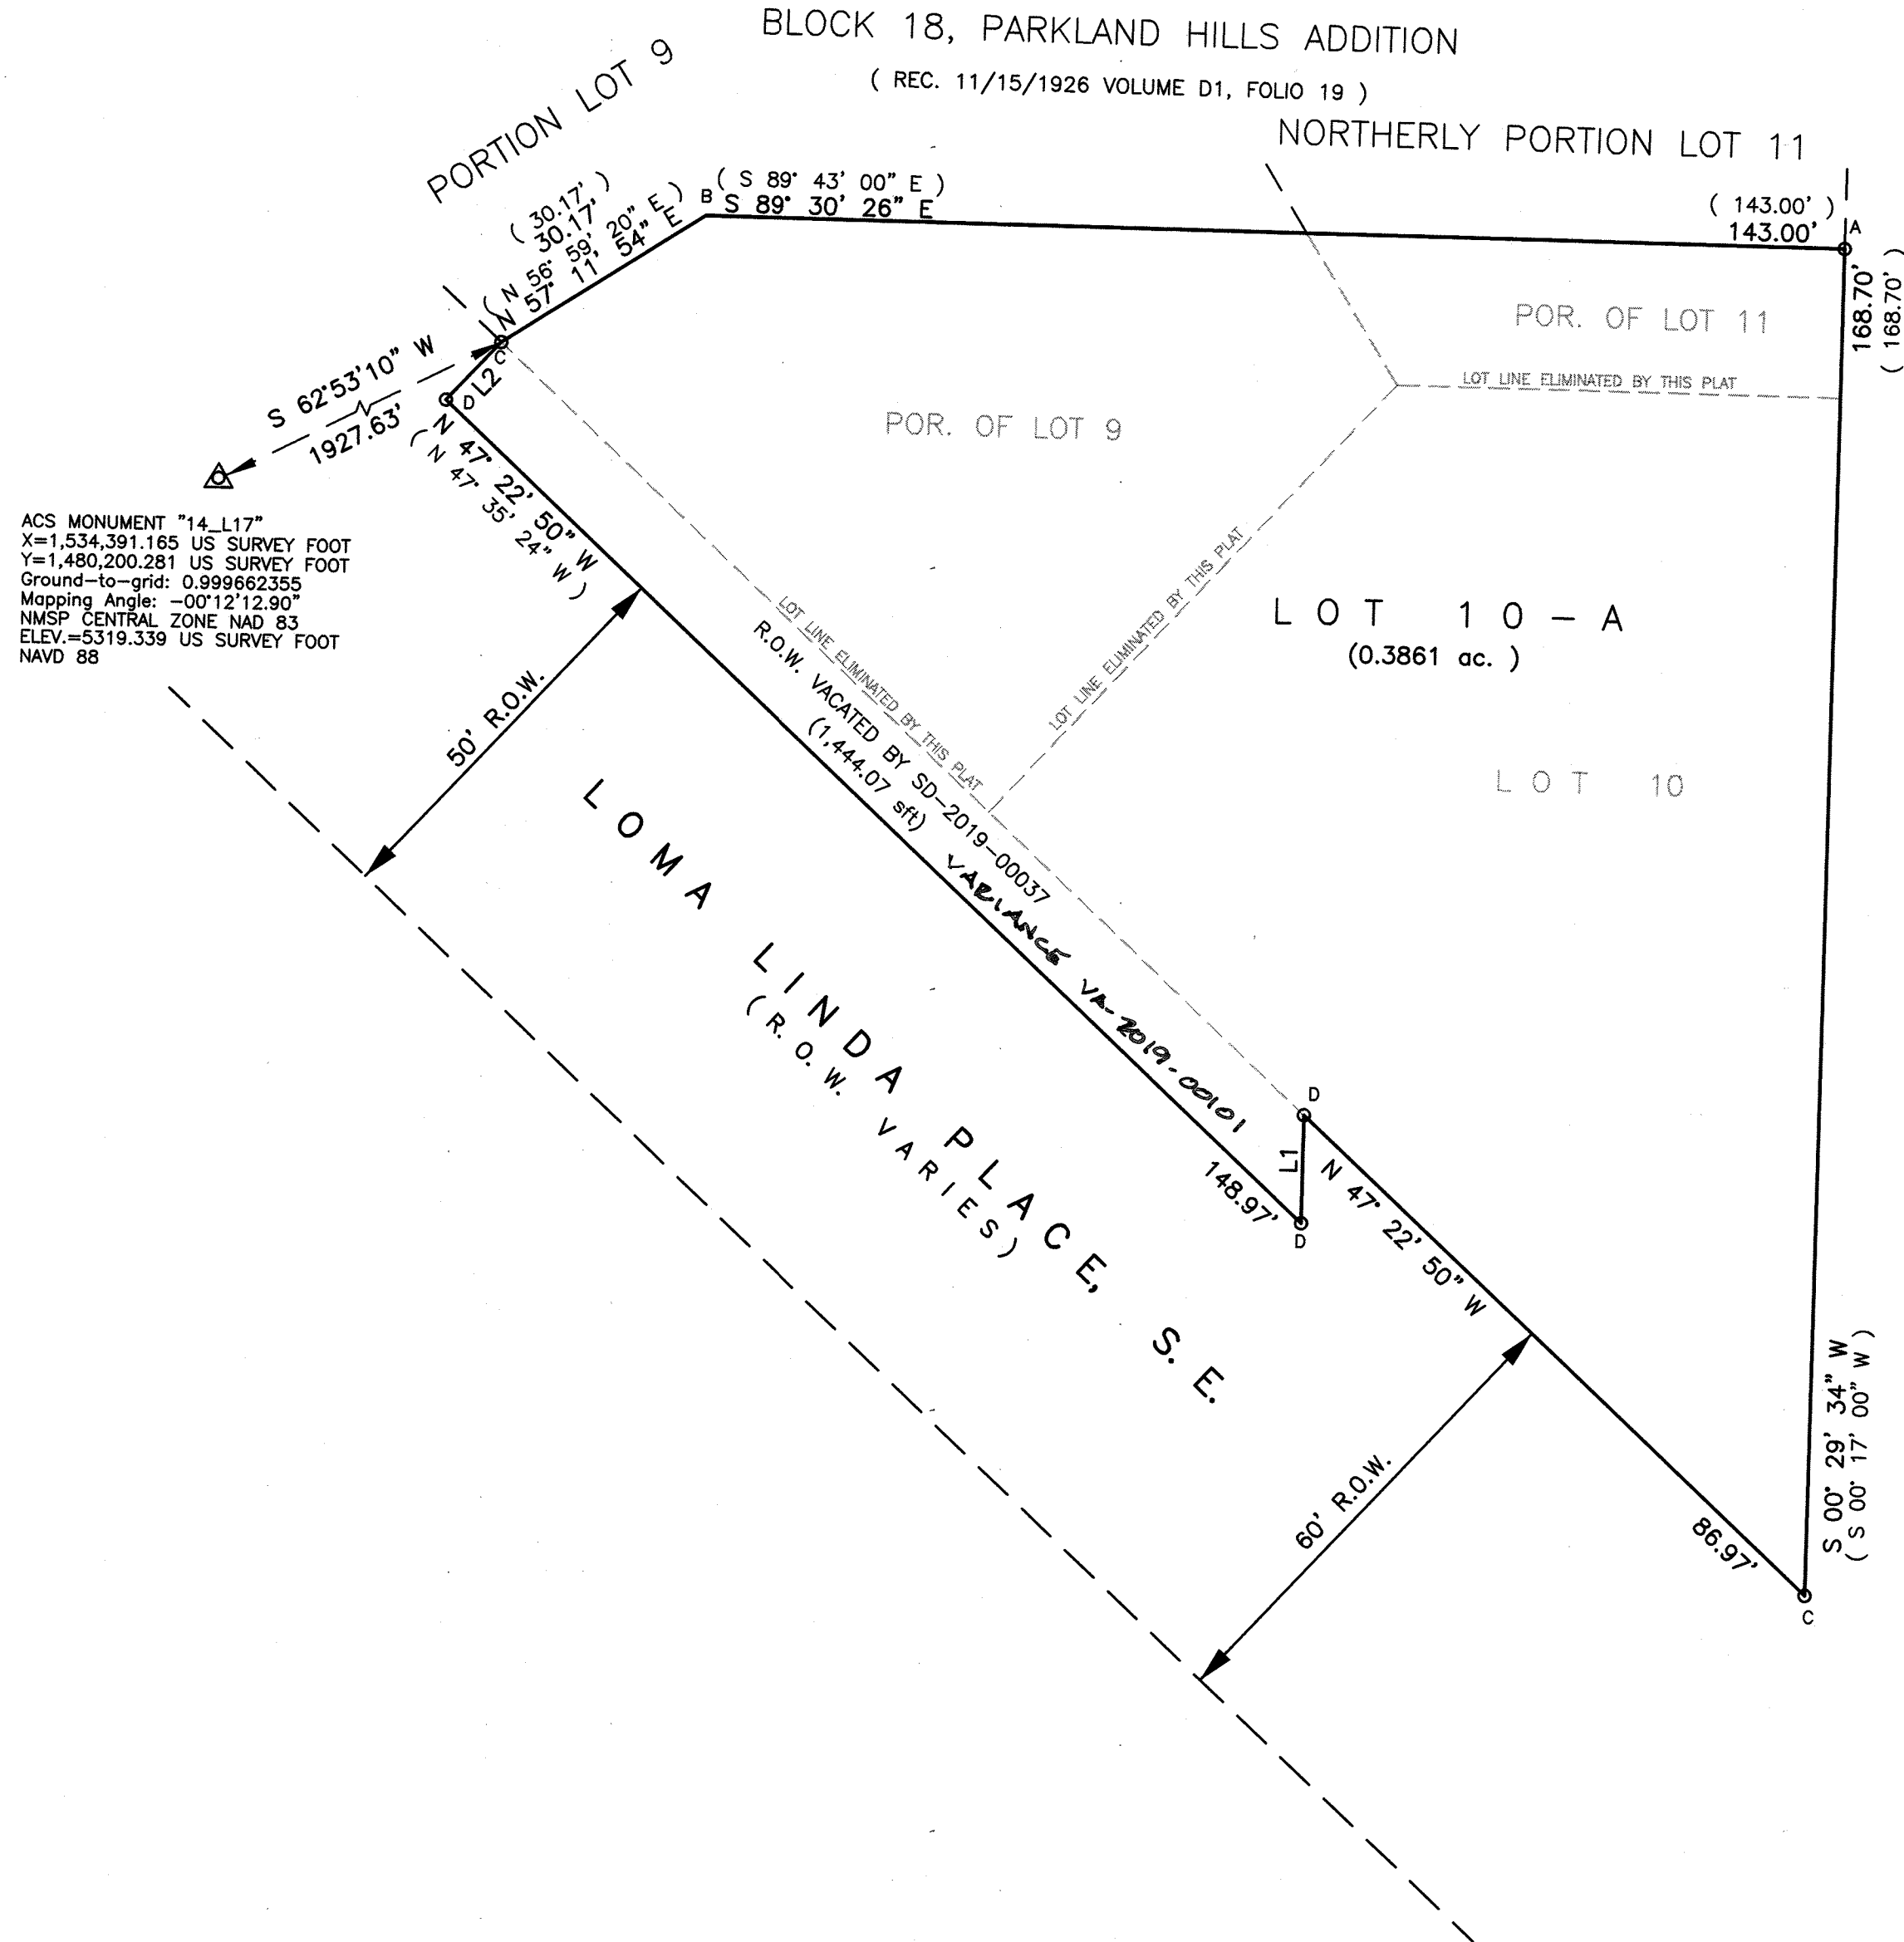 BLOCK 18, PARKLAND HILLS ADDITION
( REC. 11/15/1926 VOLUME D1, FOLIO 19 )
PORTION LOT 9
NORTHERLY PORTION LOT 11
( 30.17' )
30.17'
( N 56° 59' 20" E )
N 57° 11' 54" E
B
( S 89° 43' 00" E )
S 89° 30' 26" E
( 143.00' )
143.00'
A
168.70'
( 168.70' )
POR. OF LOT 11
LOT LINE ELIMINATED BY THIS PLAT
POR. OF LOT 9
C
L2
D
S 62°53'10" W
1927.63'
N 47° 22' 50" W
( N 47° 35' 24" W )
ACS MONUMENT "14_L17"
X=1,534,391.165 US SURVEY FOOT
Y=1,480,200.281 US SURVEY FOOT
Ground-to-grid: 0.999662355
Mapping Angle: -00°12'12.90"
NMSP CENTRAL ZONE NAD 83
ELEV.=5319.339 US SURVEY FOOT
NAVD 88
LOT LINE ELIMINATED BY THIS PLAT
LOT 10-A
(0.3861 ac. )
LOT LINE ELIMINATED BY THIS PLAT
R.O.W. VACATED BY SD-2019-00037
(1,444.07 sft)
VARIANCE VA-2019-00101
50' R.O.W.
LOT 10
LOMA LINDA PLACE, S. E.
( R. O. W. VARIES )
D
L1
148.97'
D
N 47° 22' 50" W
60' R.O.W.
86.97'
S 00° 29' 34" W
( S 00° 17' 00" W )
C